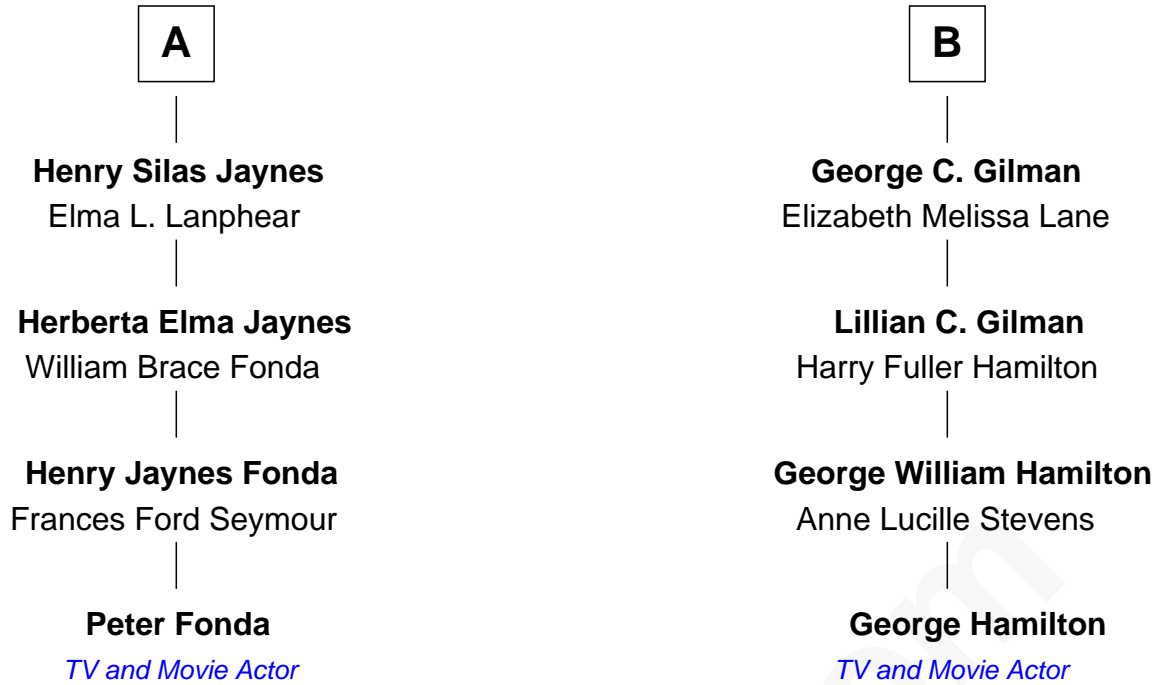 A
Henry Silas Jaynes
Elma L. Lanphear
Herberta Elma Jaynes
William Brace Fonda
Henry Jaynes Fonda
Frances Ford Seymour
Peter Fonda
TV and Movie Actor
B
George C. Gilman
Elizabeth Melissa Lane
Lillian C. Gilman
Harry Fuller Hamilton
George William Hamilton
Anne Lucille Stevens
George Hamilton
TV and Movie Actor